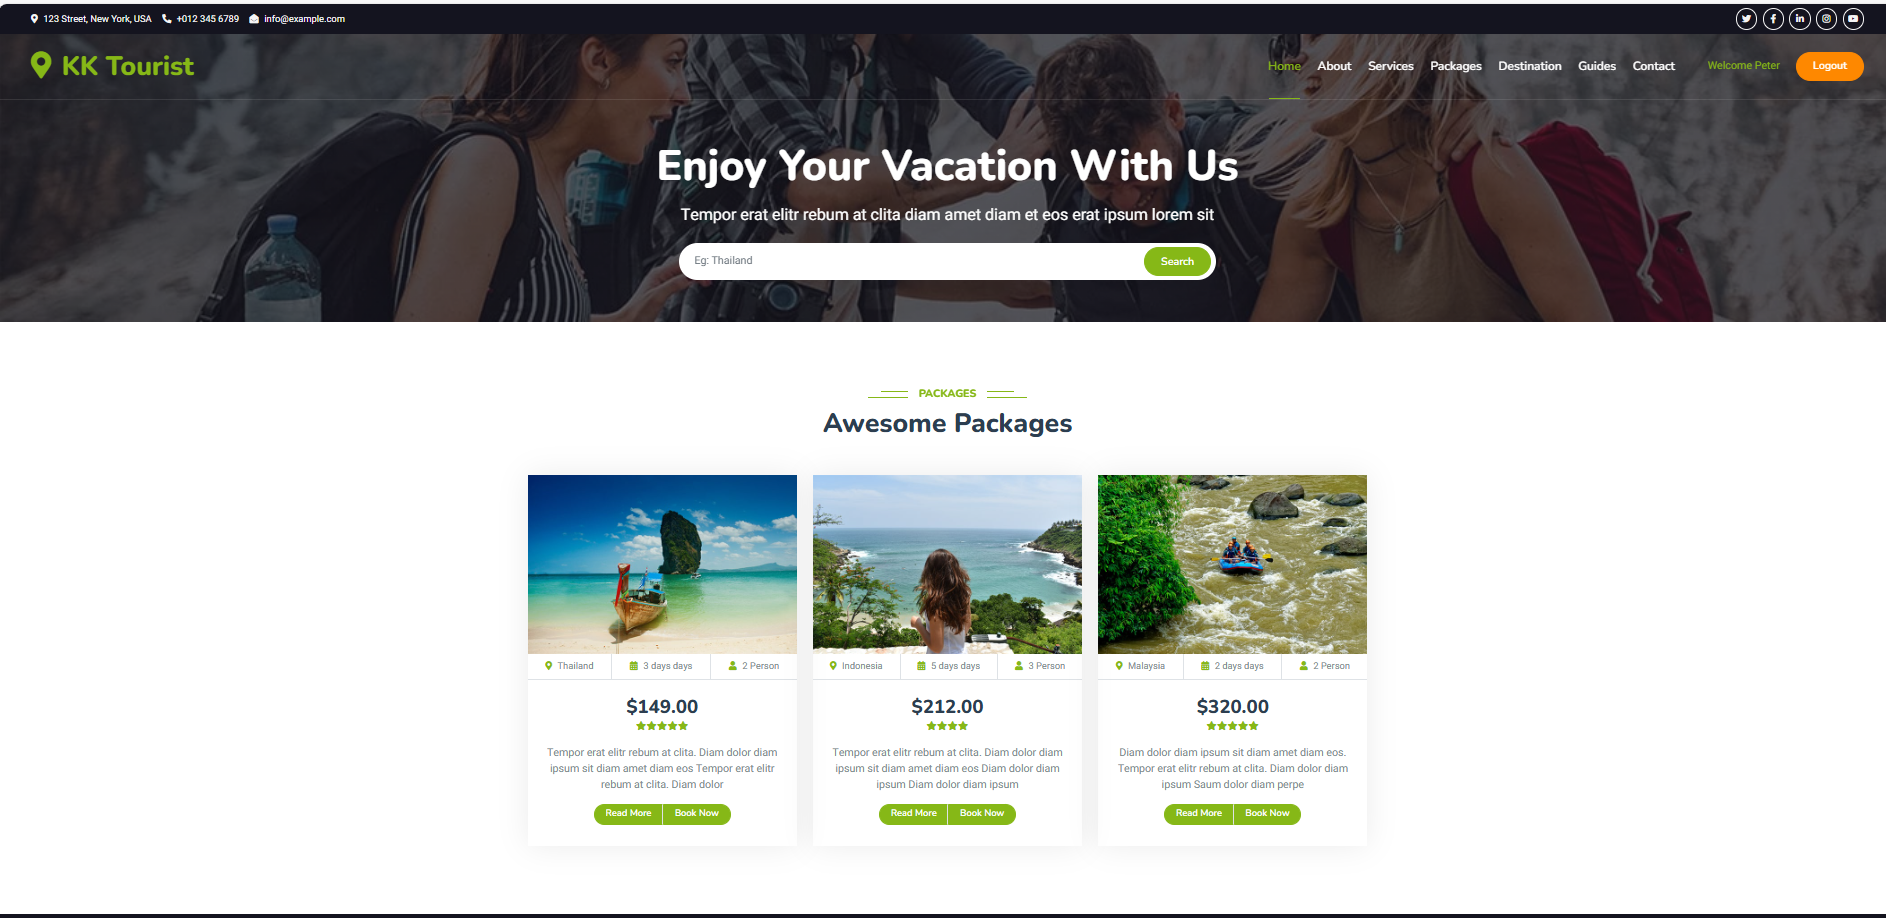 123 Street, New York, USA +012 345 6789 info@example.com
KK Tourist
Home About Services Packages Destination Guides Contact Welcome Peter Logout
Enjoy Your Vacation With Us
Tempor erat elitr rebum at clita diam amet diam et eos erat ipsum lorem sit
Eg: Thailand Search
PACKAGES
Awesome Packages
Thailand 3 days days 2 Person
$149.00
Tempor erat elitr rebum at clita. Diam dolor diam
ipsum sit diam amet diam eos Tempor erat elitr
rebum at clita. Diam dolor
Read More Book Now
Indonesia 5 days days 3 Person
$212.00
Tempor erat elitr rebum at clita. Diam dolor diam
ipsum sit diam amet diam eos Diam dolor diam
ipsum Diam dolor diam ipsum
Read More Book Now
Malaysia 2 days days 2 Person
$320.00
Diam dolor diam ipsum sit diam amet diam eos.
Tempor erat elitr rebum at clita. Diam dolor diam
ipsum Saum dolor diam perpe
Read More Book Now